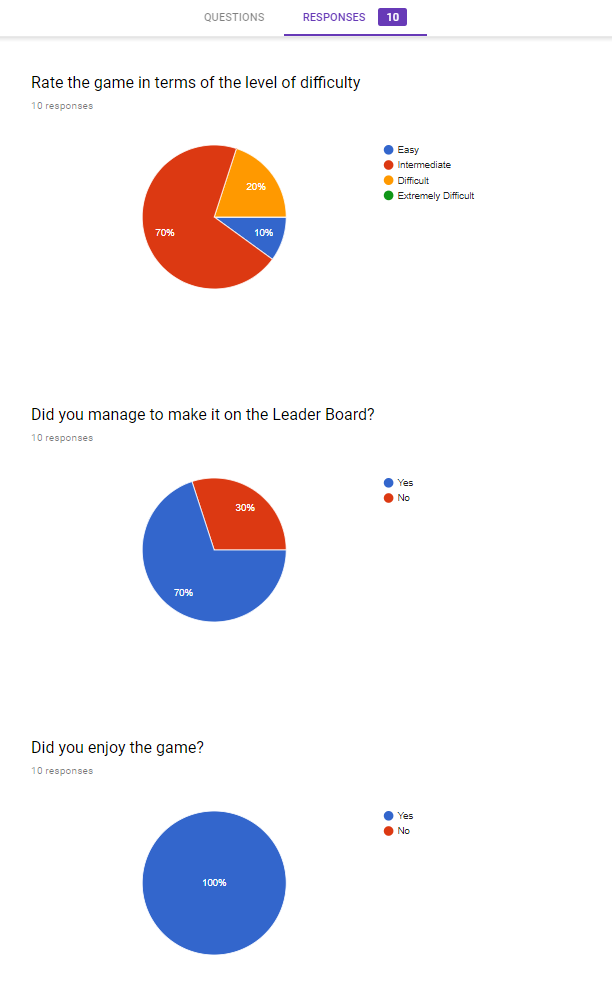 QUESTIONS RESPONSES 10
Rate the game in terms of the level of difficulty
10 responses
Easy
Intermediate
Difficult
Extremely Difficult
20%
70%
10%
Did you manage to make it on the Leader Board?
10 responses
Yes
No
30%
70%
Did you enjoy the game?
10 responses
Yes
No
100%